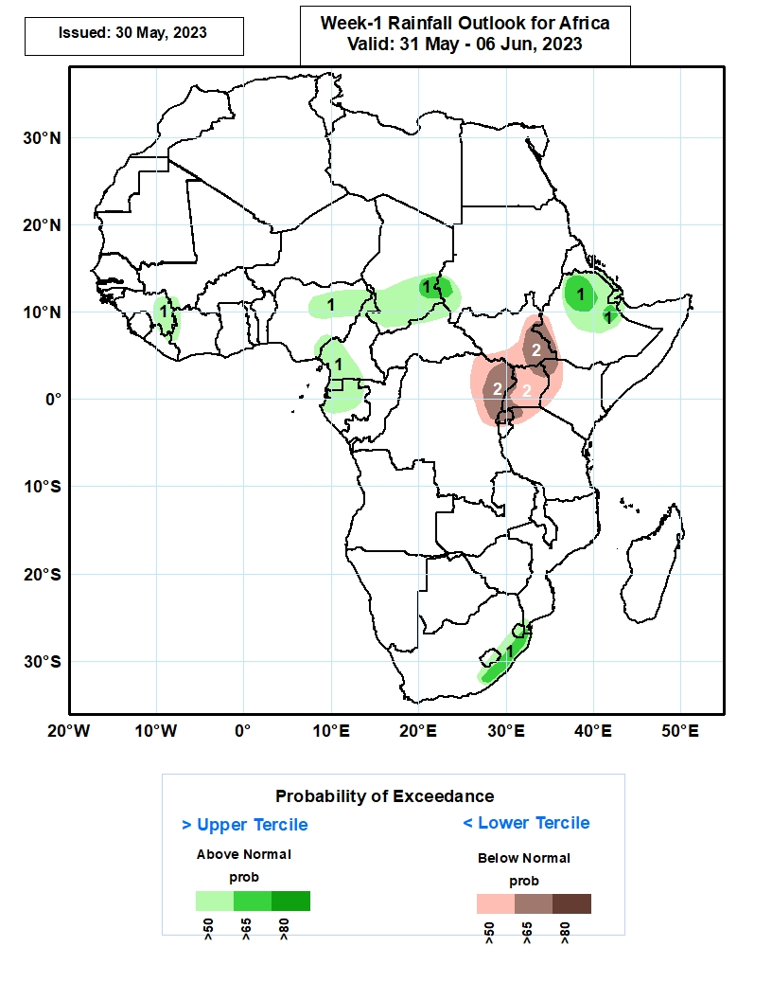 Issued: 30 May, 2023
Week-1 Rainfall Outlook for Africa
Valid: 31 May - 06 Jun, 2023
30°N
20°N
10°N
0°
10°S
20°S
30°S
1
1
1
1
1
1
1
2
2
2
1
20°W
10°W
0°
10°E
20°E
30°E
40°E
50°E
Probability of Exceedance
> Upper Tercile
< Lower Tercile
Above Normal
Below Normal
prob
prob
>50
>65
>80
>50
>65
>80